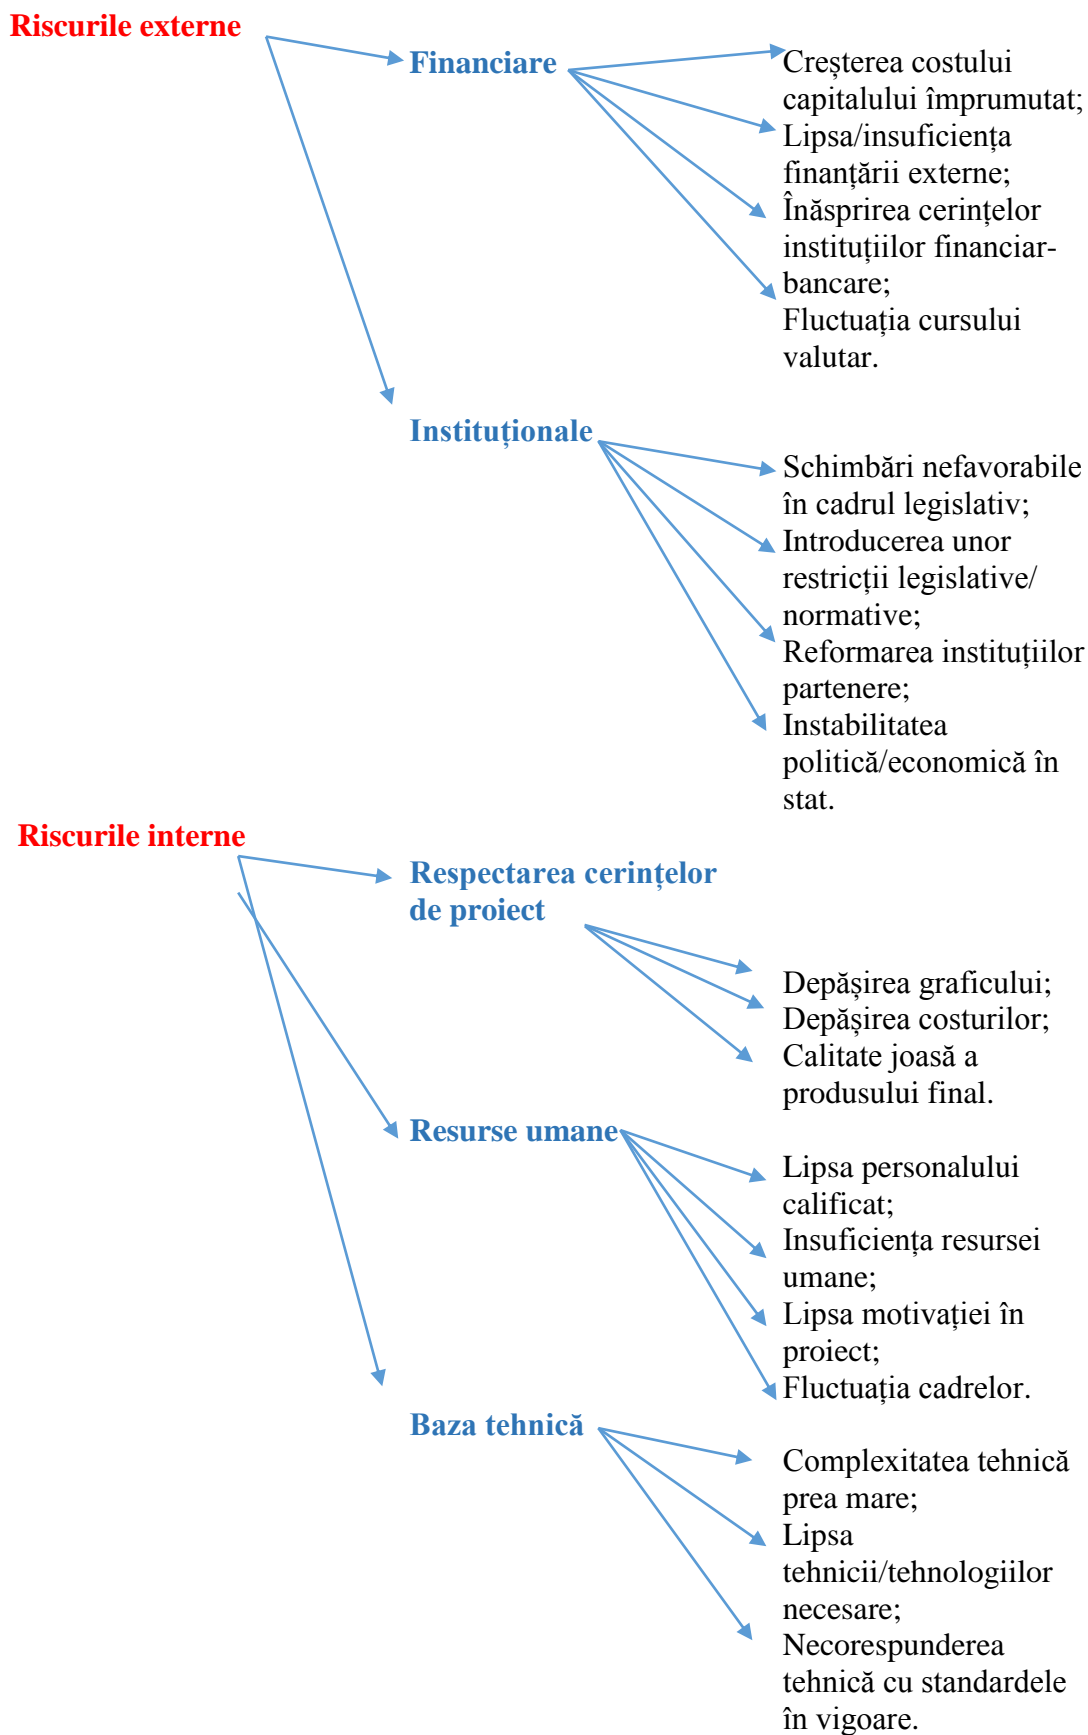 Riscurile externe
Financiare
Creșterea costului
capitalului împrumutat;
Lipsa/insuficiența
finanțării externe;
Înăsprirea cerințelor
instituțiilor financiar-
bancare;
Fluctuația cursului
valutar.
Instituționale
Schimbări nefavorabile
în cadrul legislativ;
Introducerea unor
restricții legislative/
normative;
Reformarea instituțiilor
partenere;
Instabilitatea
politică/economică în
stat.
Riscurile interne
Respectarea cerințelor
de proiect
Depășirea graficului;
Depășirea costurilor;
Calitate joasă a
produsului final.
Resurse umane
Lipsa personalului
calificat;
Insuficiența resursei
umane;
Lipsa motivației în
proiect;
Fluctuația cadrelor.
Baza tehnică
Complexitatea tehnică
prea mare;
Lipsa
tehnicii/tehnologiilor
necesare;
Necorespunderea
tehnică cu standardele
în vigoare.